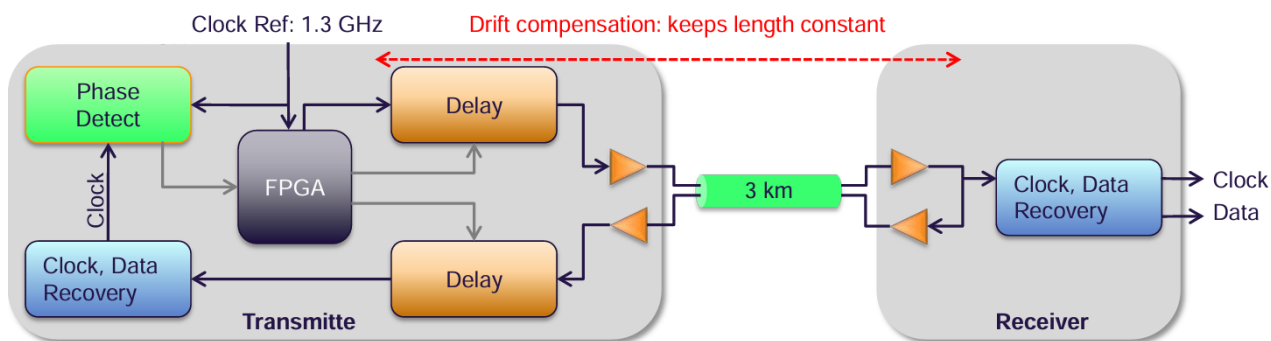 Clock Ref: 1.3 GHz
Drift compensation: keeps length constant
Phase
Detect
Delay
FPGA
Clock
3 km
Clock, Data
Recovery
Clock
Data
Clock, Data
Recovery
Delay
Transmitte
Receiver